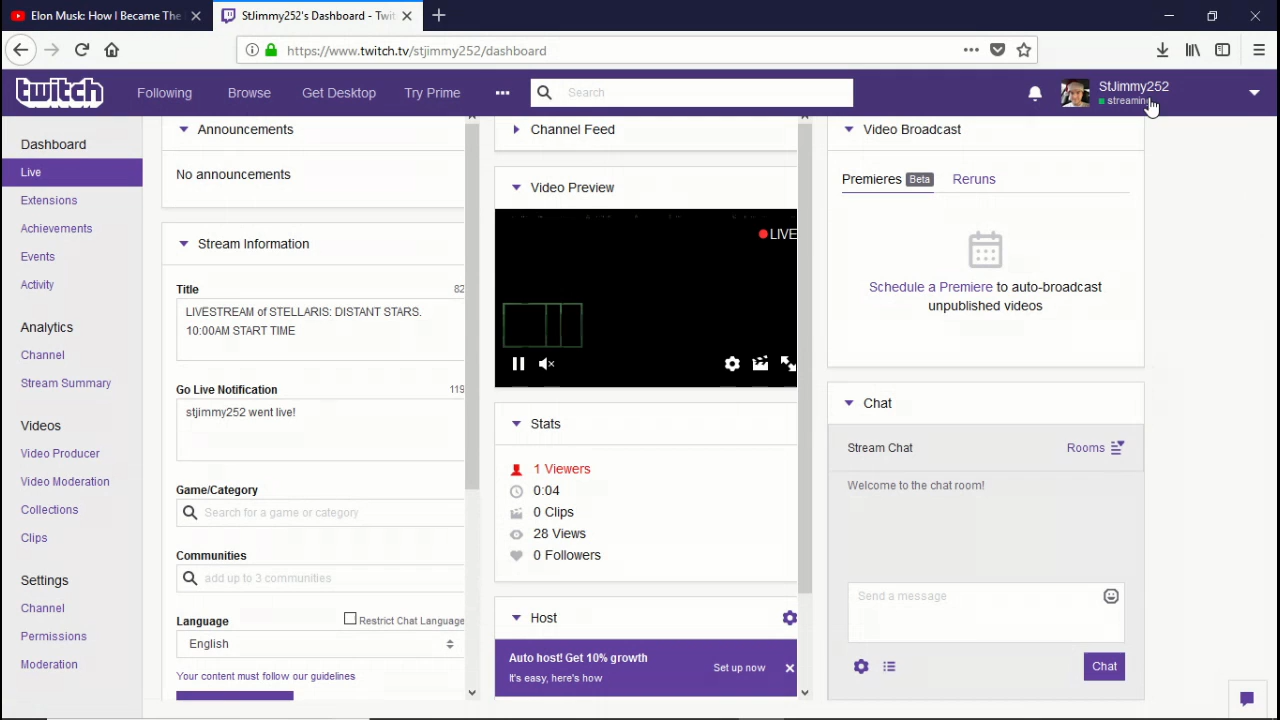 Elon Musk: How I Became The
StJimmy252's Dashboard - Twit
https://www.twitch.tv/stjimmy252/dashboard
twitch
Following
Browse
Get Desktop
Try Prime
Search
StJimmy252
streaming
Dashboard
Live
Extensions
Achievements
Events
Activity
Analytics
Channel
Stream Summary
Videos
Video Producer
Video Moderation
Collections
Clips
Settings
Channel
Permissions
Moderation
Announcements
No announcements
Stream Information
Title 82
LIVESTREAM of STELLARIS: DISTANT STARS.
10:00AM START TIME
Go Live Notification 119
stjimmy252 went live!
Game/Category
Search for a game or category
Communities
add up to 3 communities
Language Restrict Chat Language
English
Your content must follow our guidelines
Channel Feed
Video Preview
LIVE
Stats
1 Viewers
0:04
0 Clips
28 Views
0 Followers
Host
Auto host! Get 10% growth
It's easy, here's how
Set up now
Video Broadcast
Premieres Beta Reruns
Schedule a Premiere to auto-broadcast
unpublished videos
Chat
Stream Chat Rooms
Welcome to the chat room!
Send a message
Chat